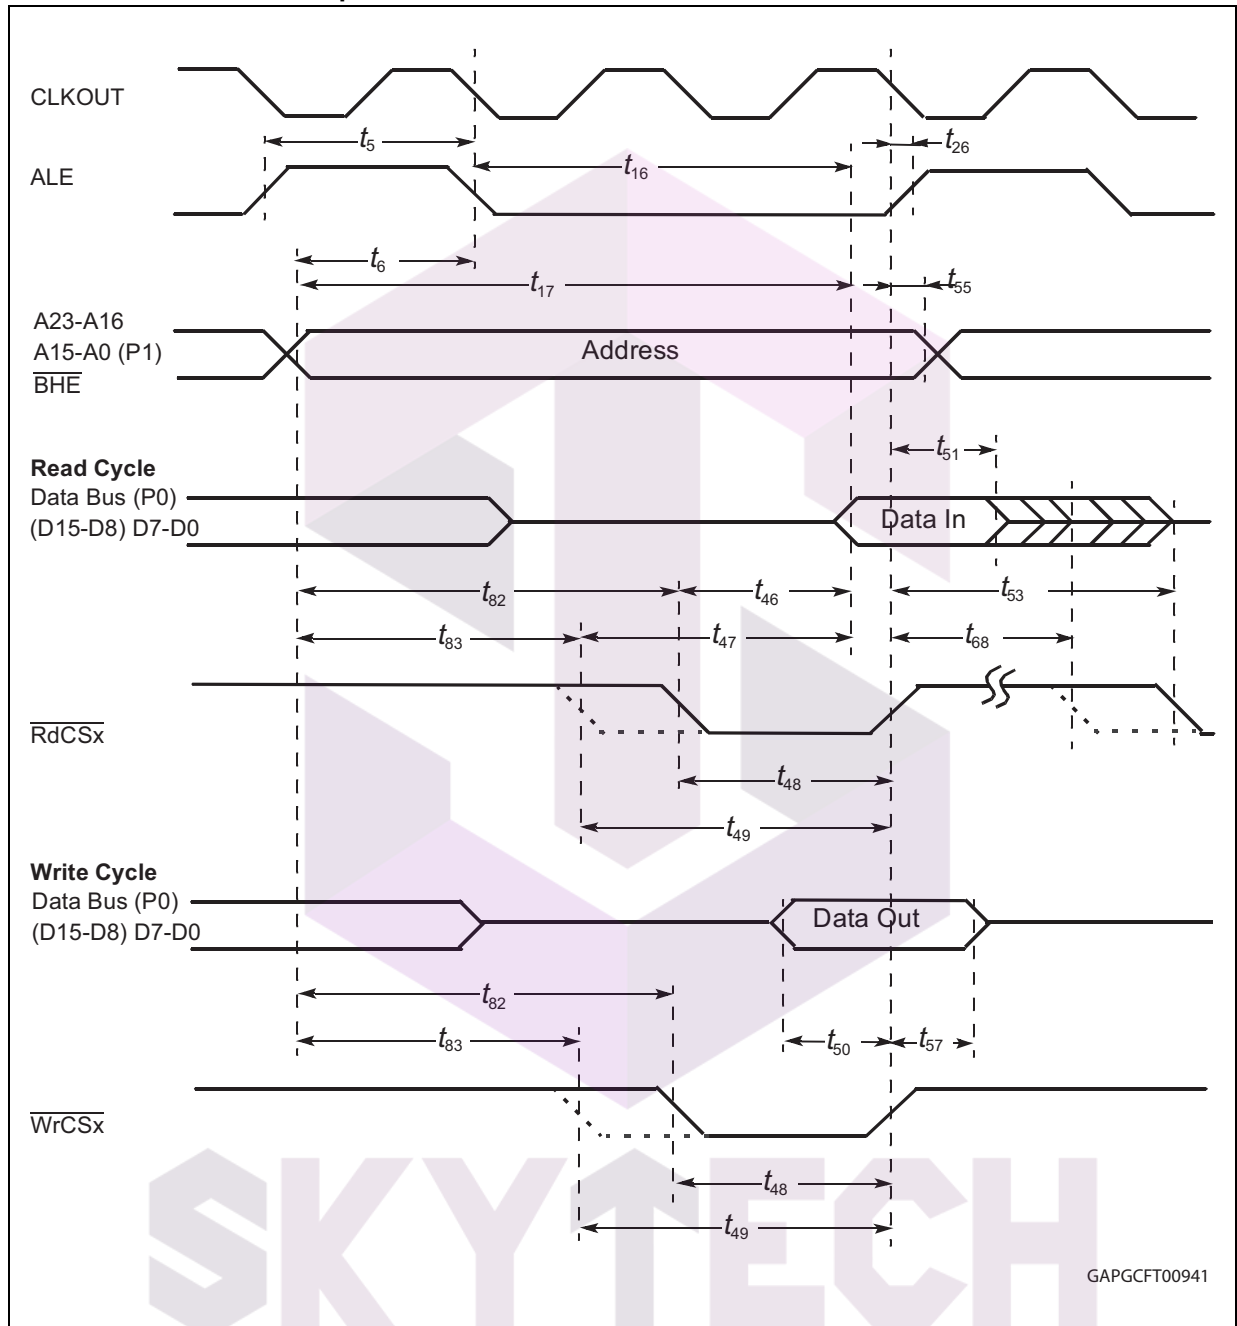 CLKOUT
t5
t26
ALE
t16
t6
t17
t55
A23-A16
A15-A0 (P1)
Address
BHE
t51
Read Cycle
Data Bus (P0)
Data In
(D15-D8) D7-D0
t82
t46
t53
t83
t47
t68
RdCSx
t48
t49
Write Cycle
Data Bus (P0)
Data Out
(D15-D8) D7-D0
t82
t83
t50
t57
WrCSx
t48
t49
GAPGCFT00941
SKYTECH